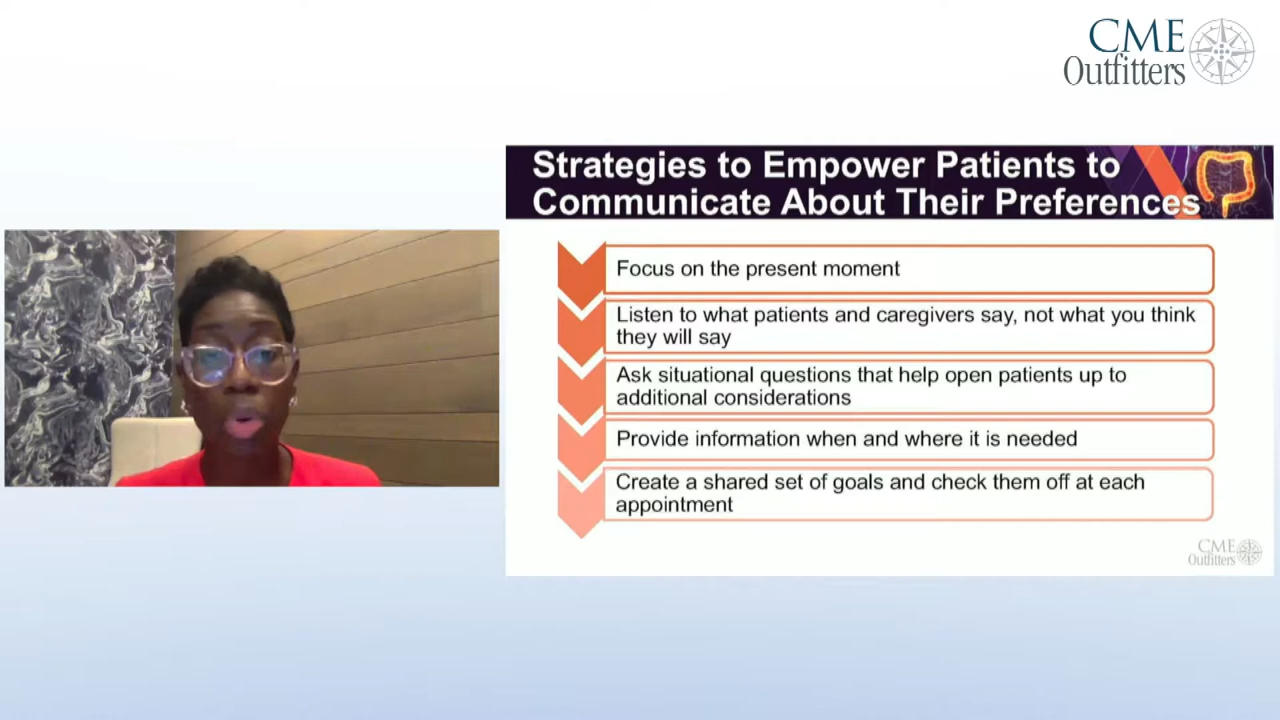 CME
Outfitters
Strategies to Empower Patients to
Communicate About Their Preferences
Focus on the present moment
Listen to what patients and caregivers say, not what you think
they will say
Ask situational questions that help open patients up to
additional considerations
Provide information when and where it is needed
Create a shared set of goals and check them off at each
appointment
CME
Outfitters